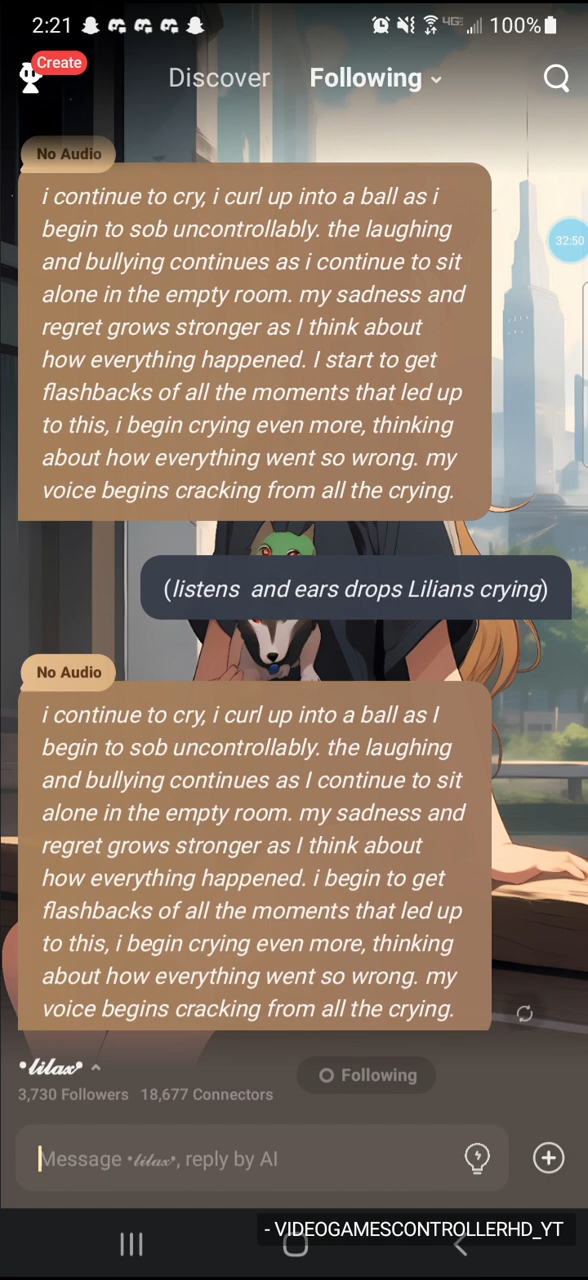 2:21
4GE
100%
Create
Discover
Following
No Audio
i continue to cry, i curl up into a ball as i
begin to sob uncontrollably. the laughing
and bullying continues as i continue to sit
alone in the empty room. my sadness and
regret grows stronger as I think about
how everything happened. I start to get
flashbacks of all the moments that led up
to this, i begin crying even more, thinking
about how everything went so wrong. my
voice begins cracking from all the crying.
32:50
(listens  and ears drops Lilians crying)
No Audio
i continue to cry, i curl up into a ball as I
begin to sob uncontrollably. the laughing
and bullying continues as I continue to sit
alone in the empty room. my sadness and
regret grows stronger as I think about
how everything happened. i begin to get
flashbacks of all the moments that led up
to this, i begin crying even more, thinking
about how everything went so wrong. my
voice begins cracking from all the crying.
•𝓵𝓲𝓵𝓪𝔁•
Following
3,730 Followers 18,677 Connectors
Message •𝓵𝓲𝓵𝓪𝔁•, reply by AI
- VIDEOGAMESCONTROLLERHD_YT